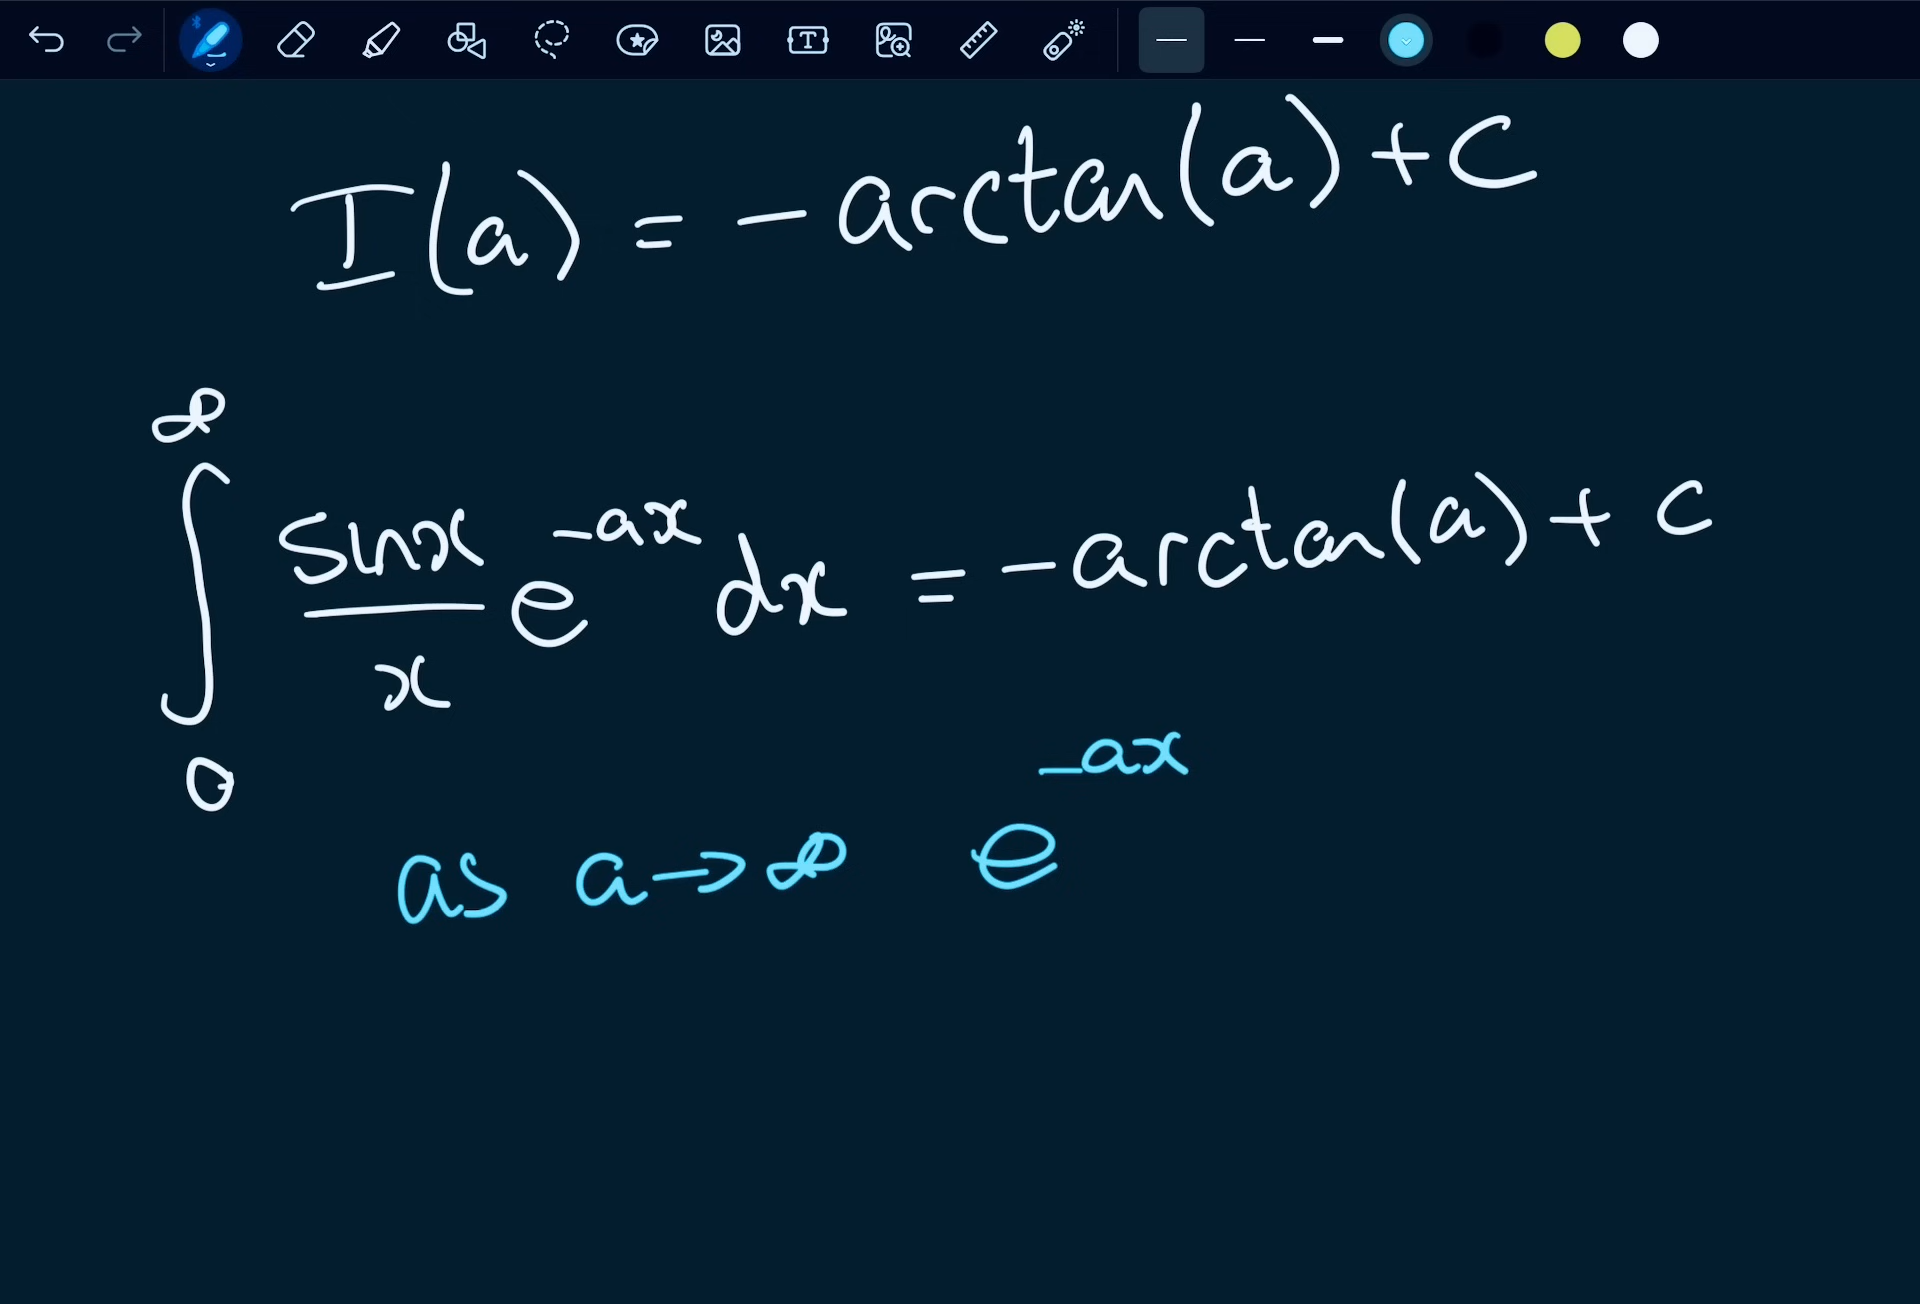 I(a) = - arctan(a) + C
∫₀^∞ sinx/x e^-ax dx = - arctan(a) + C
as a → ∞ e^-ax